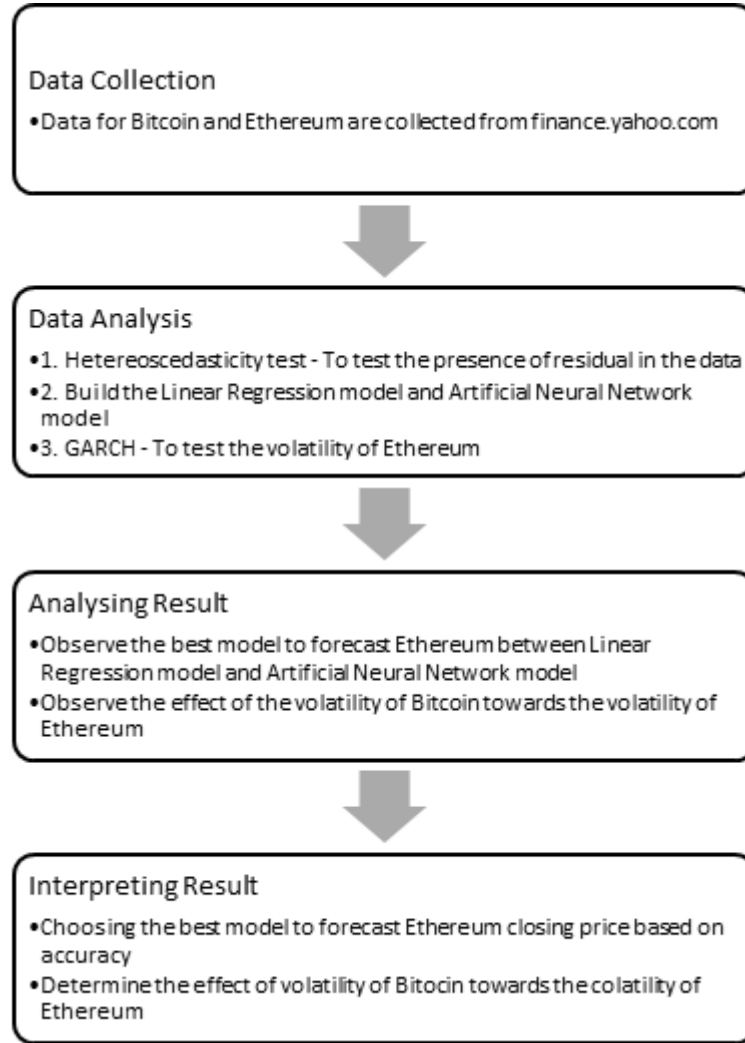 Data Collection
•Data for Bitcoin and Ethereum are collected from finance.yahoo.com
Data Analysis
•1. Hetereoscedasticity test - To test the presence of residual in the data
•2. Build the Linear Regression model and Artificial Neural Network
model
•3. GARCH - To test the volatility of Ethereum
Analysing Result
•Observe the best model to forecast Ethereum between Linear
Regression model and Artificial Neural Network model
•Observe the effect of the volatility of Bitcoin towards the volatility of
Ethereum
Interpreting Result
•Choosing the best model to forecast Ethereum closing price based on
accuracy
•Determine the effect of volatility of Bitocin towards the colatility of
Ethereum